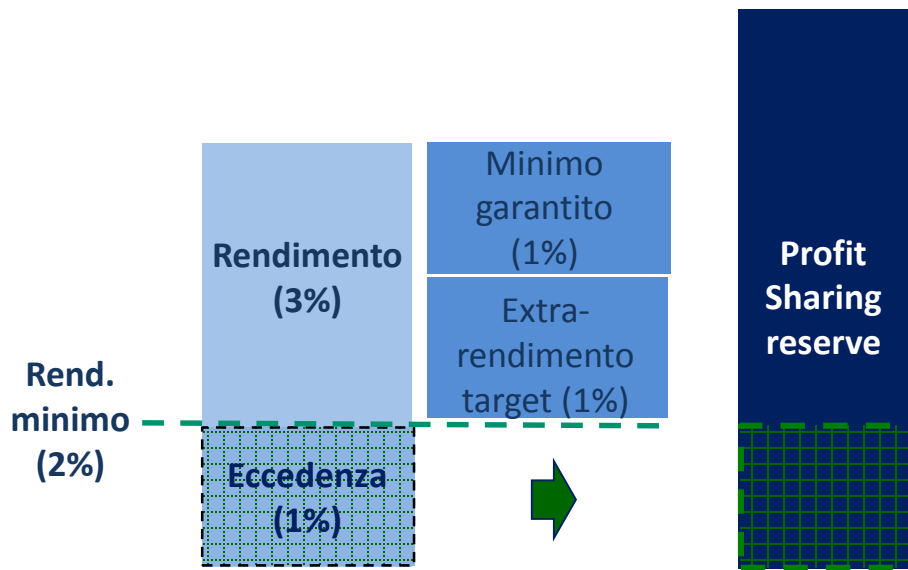 Rend.
minimo
(2%)
Rendimento
(3%)
Eccedenza
(1%)
Minimo
garantito
(1%)
Extra-
rendimento
target (1%)
Profit
Sharing
reserve